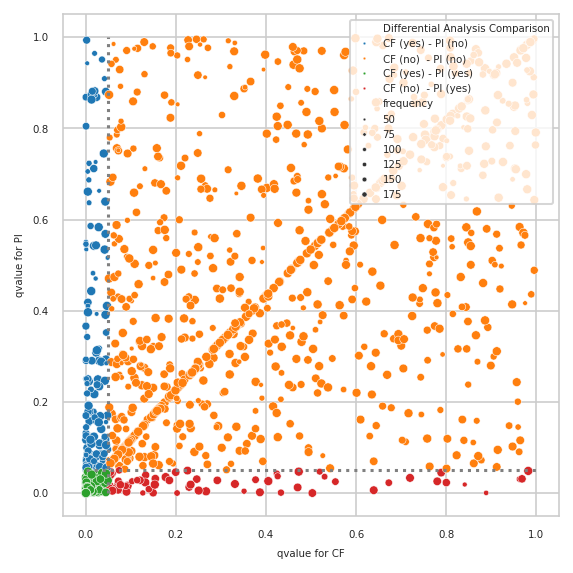 Differential Analysis Comparison
CF (yes) - PI (no)
CF (no)  - PI (no)
CF (yes) - PI (yes)
CF (no)  - PI (yes)
frequency
50
75
100
125
150
175
1.0
0.8
0.6
0.4
0.2
0.0
qvalue for PI
0.0 0.2 0.4 0.6 0.8 1.0
qvalue for CF